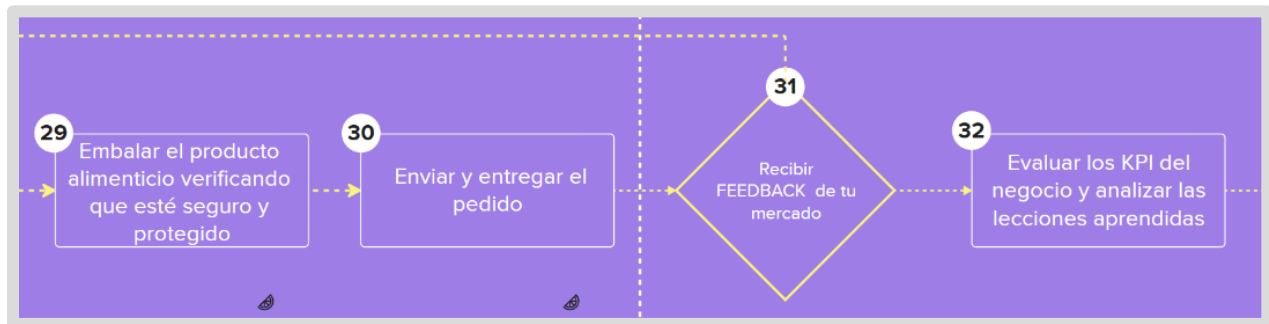 29
Embalar el producto
alimenticio verificando
que esté seguro y
protegido
30
Enviar y entregar el
pedido
31
Recibir
FEEDBACK de tu
mercado
32
Evaluar los KPI del
negocio y analizar las
lecciones aprendidas